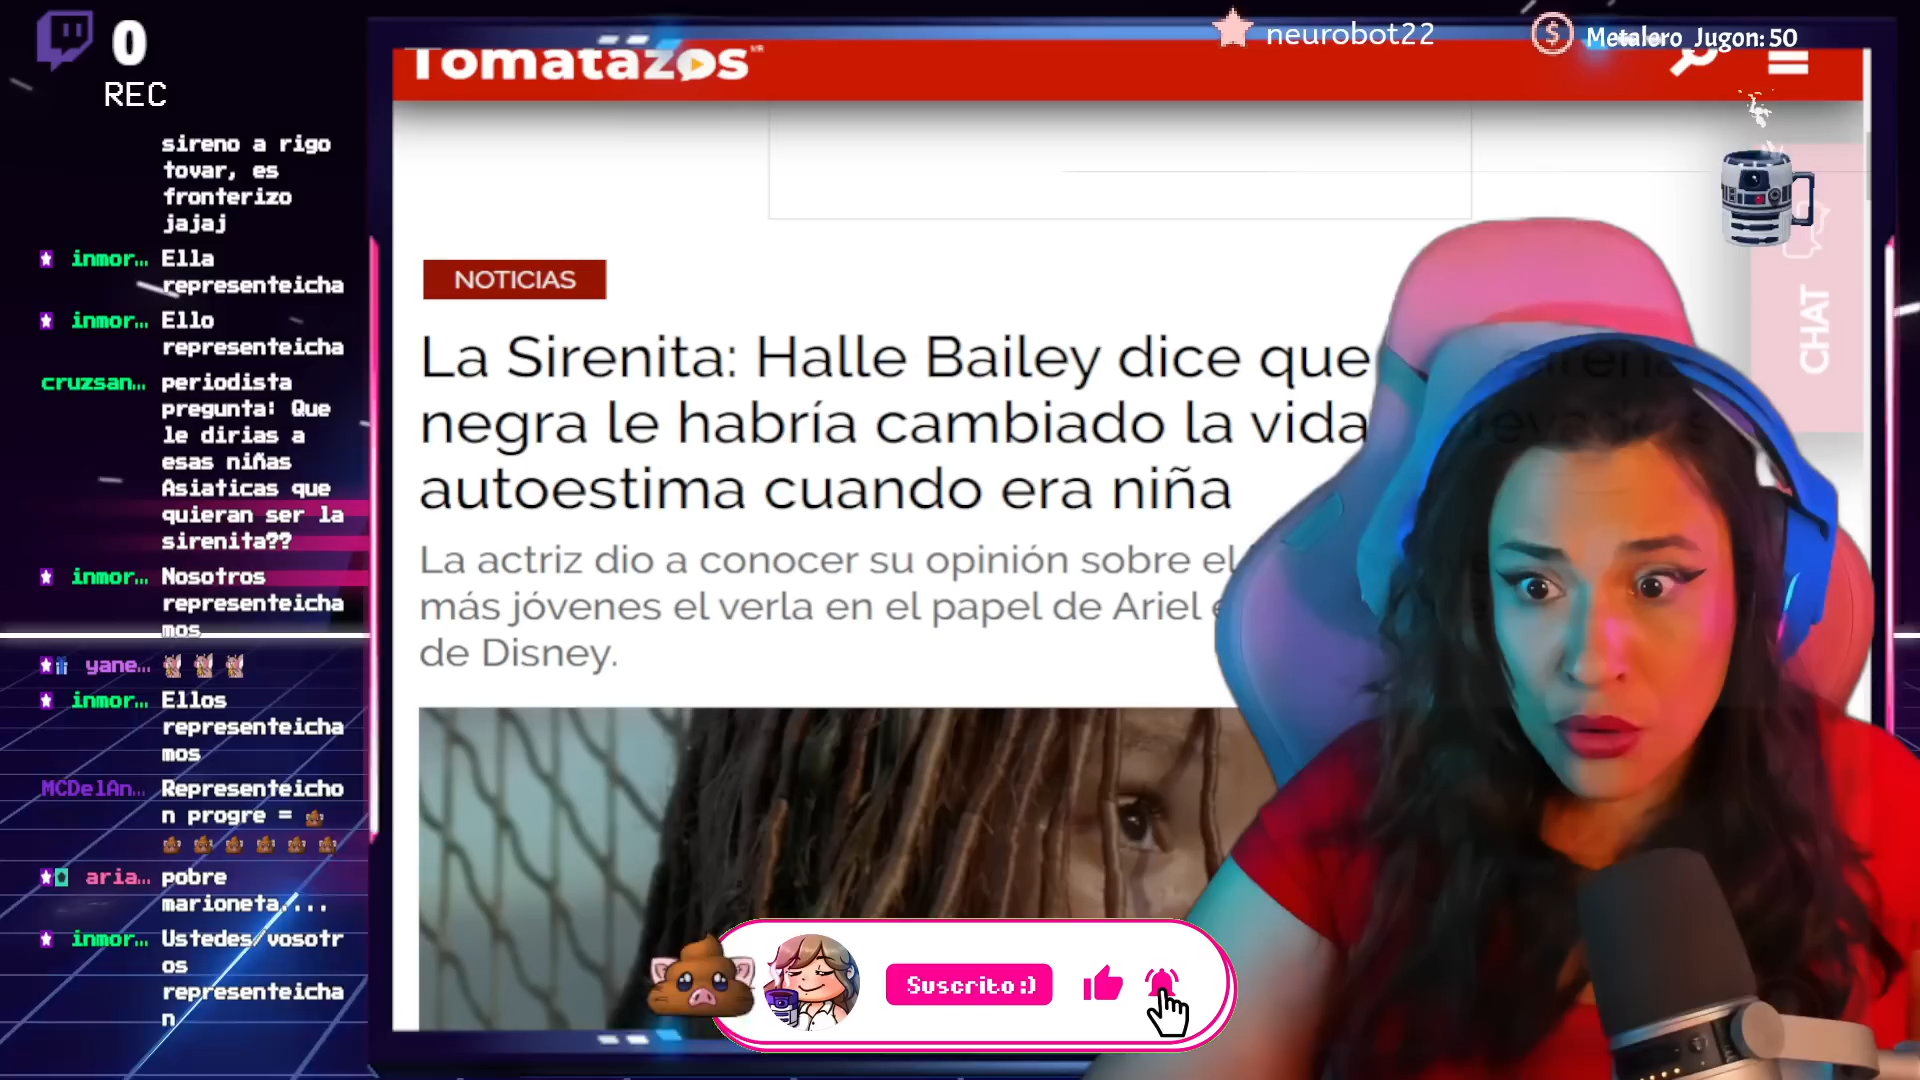 0
REC
neurobot22
Metalero_Jugon: 50
Tomatazos
sireno a rigo
tovar, es
fronterizo
jajaj
inmor... Ella
representeicha
inmor... Ello
representeicha
cruzsan... periodista
pregunta: Que
le dirias a
esas niñas
Asiaticas que
quieran ser la
sirenita??
inmor... Nosotros
representeicha
mos
yane...
inmor... Ellos
representeicha
mos
MCDelAn... Representeicho
n progre =
aria... pobre
marioneta....
inmor... Ustedes/vosotr
os
representeicha
n
NOTICIAS
La Sirenita: Halle Bailey dice que
negra le habría cambiado la vida
autoestima cuando era niña
La actriz dio a conocer su opinión sobre el
más jóvenes el verla en el papel de Ariel
de Disney.
CHAT
Suscrito :)